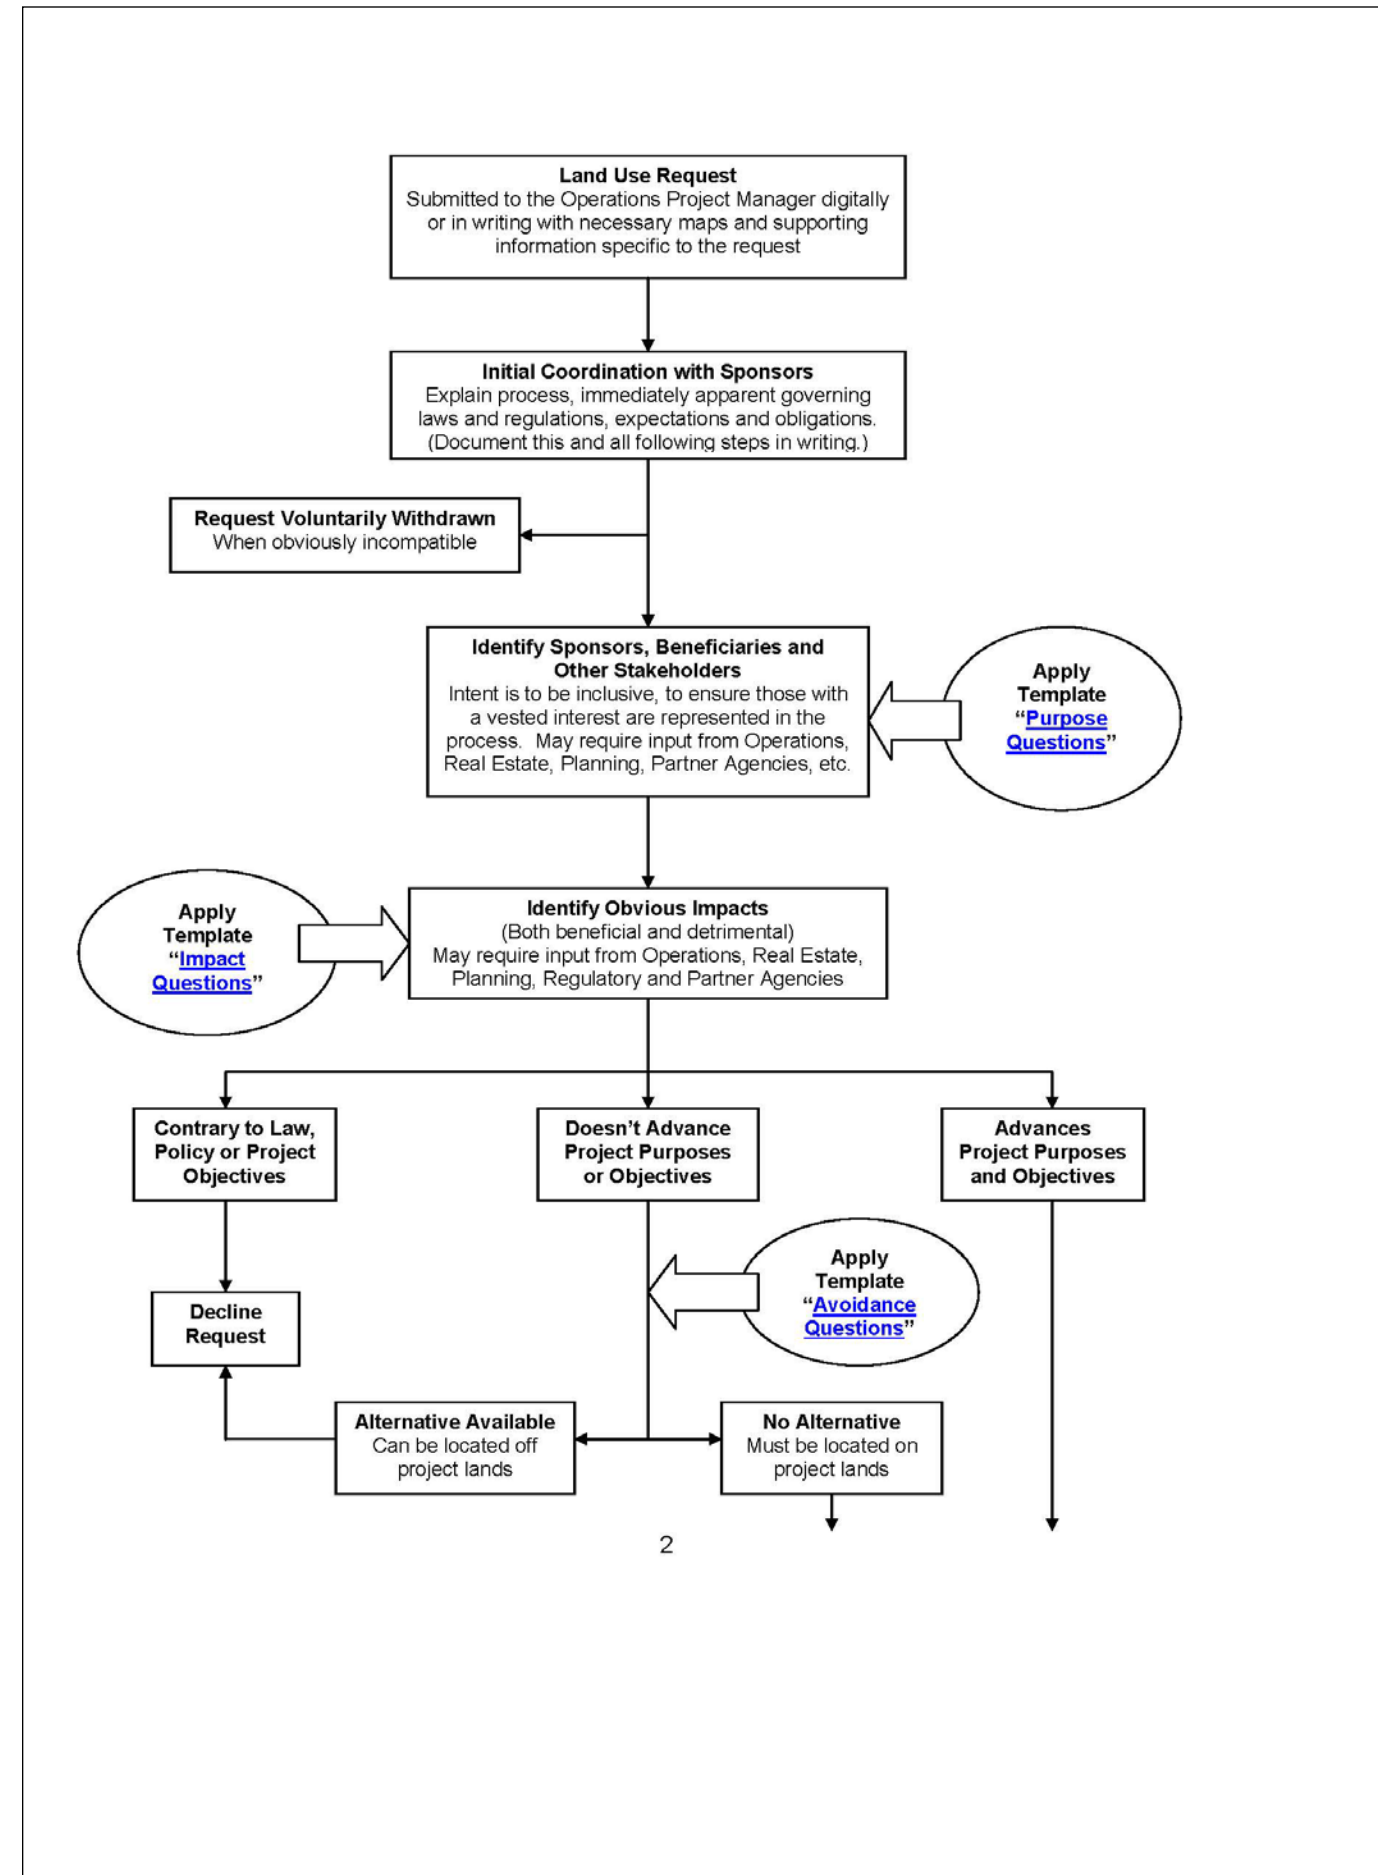 Land Use Request
Submitted to the Operations Project Manager digitally
or in writing with necessary maps and supporting
information specific to the request
Initial Coordination with Sponsors
Explain process, immediately apparent governing
laws and regulations, expectations and obligations.
(Document this and all following steps in writing.)
Request Voluntarily Withdrawn
When obviously incompatible
Identify Sponsors, Beneficiaries and
Other Stakeholders
Intent is to be inclusive, to ensure those with
a vested interest are represented in the
process.  May require input from Operations,
Real Estate, Planning, Partner Agencies, etc.
Apply
Template
“Purpose
Questions”
Apply
Template
“Impact
Questions”
Identify Obvious Impacts
(Both beneficial and detrimental)
May require input from Operations, Real Estate,
Planning, Regulatory and Partner Agencies
Contrary to Law,
Policy or Project
Objectives
Doesn’t Advance
Project Purposes
or Objectives
Advances
Project Purposes
and Objectives
Apply
Template
“Avoidance
Questions”
Decline
Request
Alternative Available
Can be located off
project lands
No Alternative
Must be located on
project lands
2